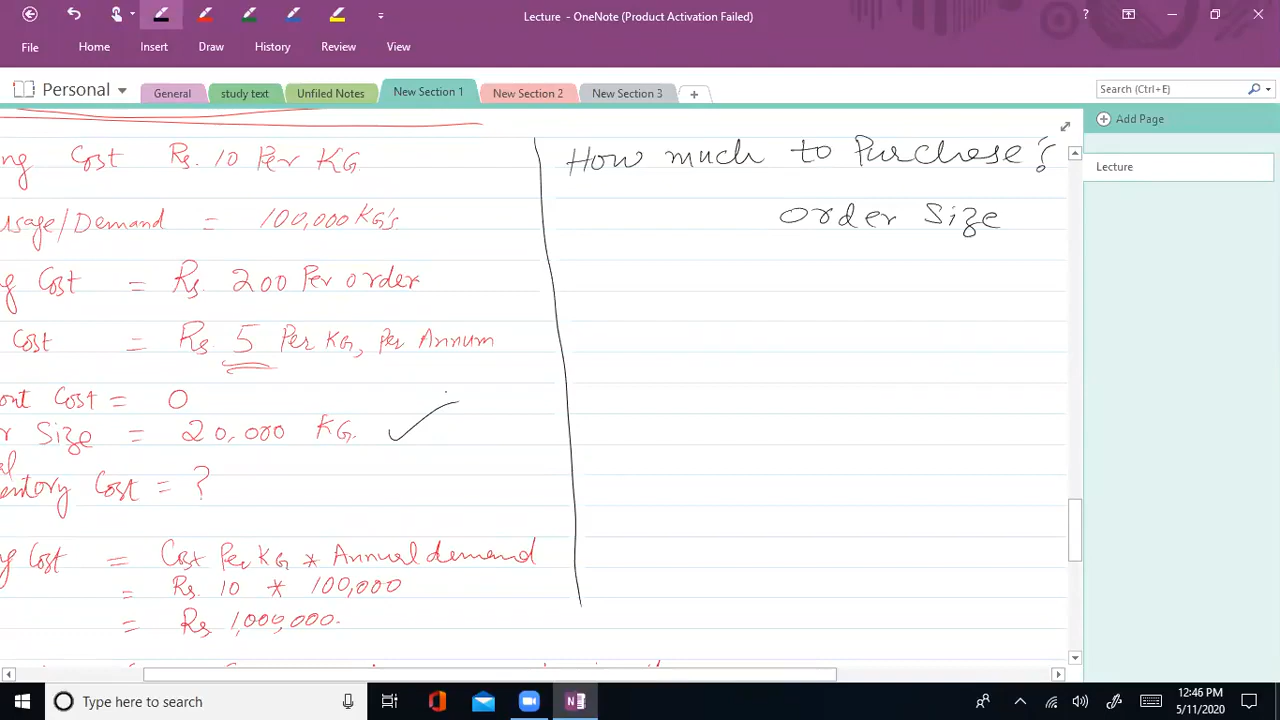 Lecture - OneNote (Product Activation Failed)
File Home Insert Draw History Review View
Personal General study text Unfiled Notes New Section 1 New Section 2 New Section 3
Search (Ctrl+E)
Add Page
Lecture
ng Cost Rs. 10 Per KG
usage/Demand = 100,000 KG's
ng Cost = Rs. 200 Per order
Cost = Rs. 5 Per KG, Per Annum
out Cost = 0
r Size = 20,000 KG.
al
entory Cost = ?
g Cost = Cost Per KG * Annual demand
= Rs. 10 * 100,000
= Rs 1,000,000.
How much to Purchase?
order Size
Type here to search
12:46 PM
5/11/2020